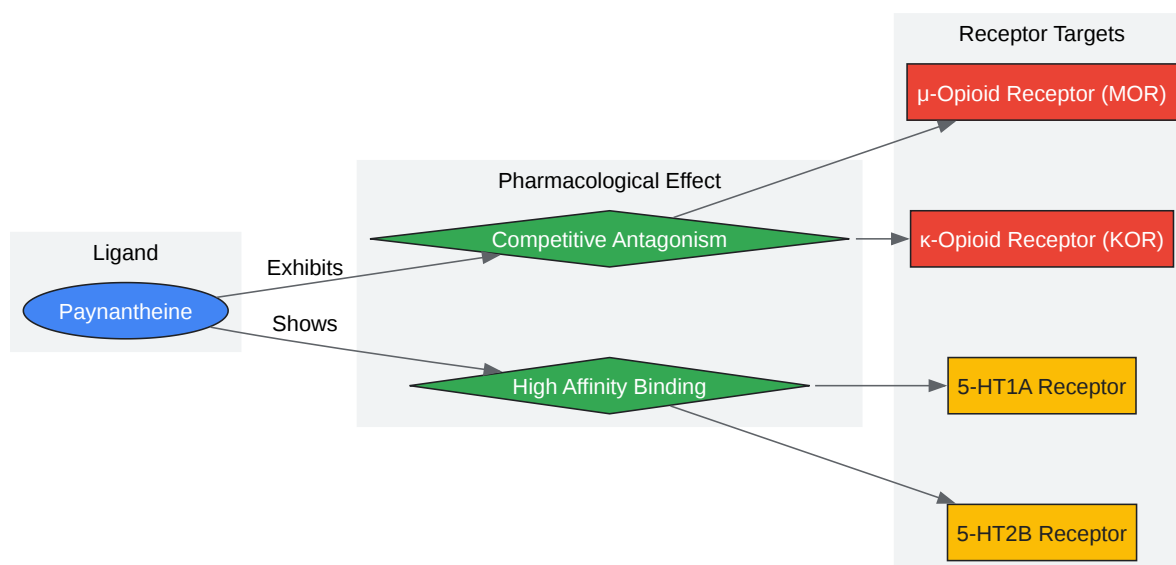 Ligand
Paynantheine
Exhibits
Shows
Pharmacological Effect
Competitive Antagonism
High Affinity Binding
Receptor Targets
μ-Opioid Receptor (MOR)
κ-Opioid Receptor (KOR)
5-HT1A Receptor
5-HT2B Receptor